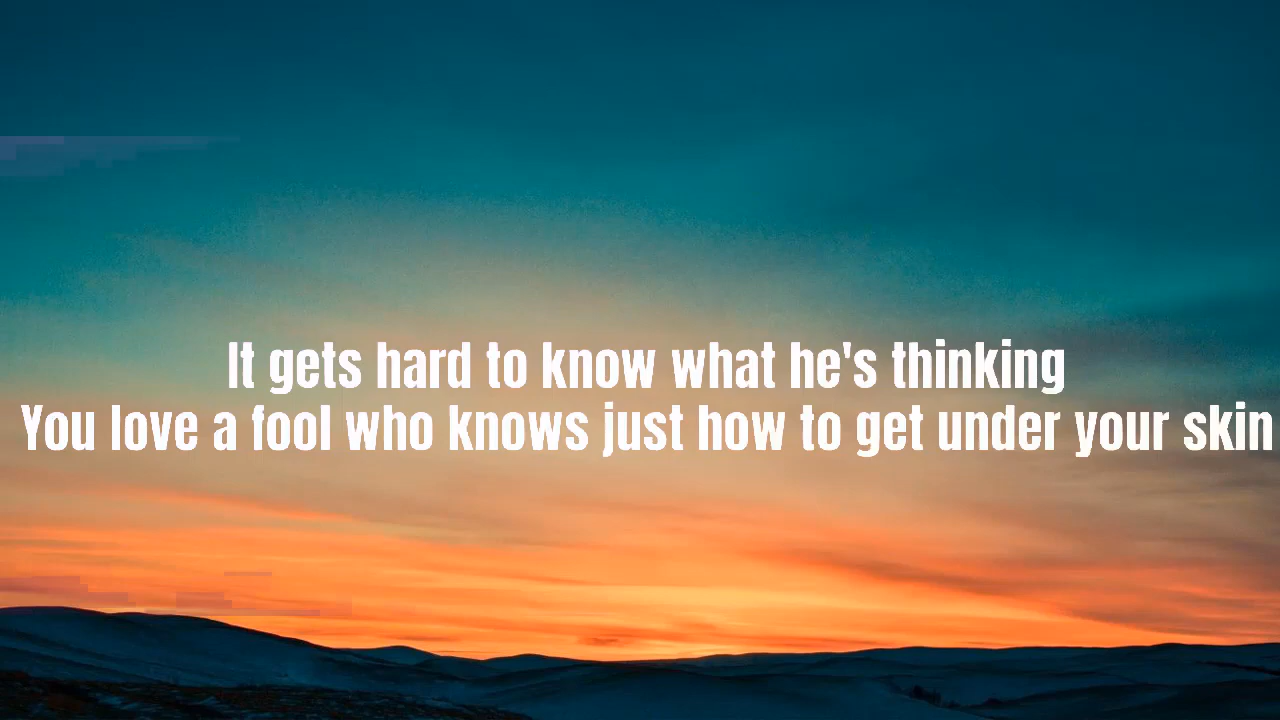 It gets hard to know what he's thinking
You love a fool who knows just how to get under your skin